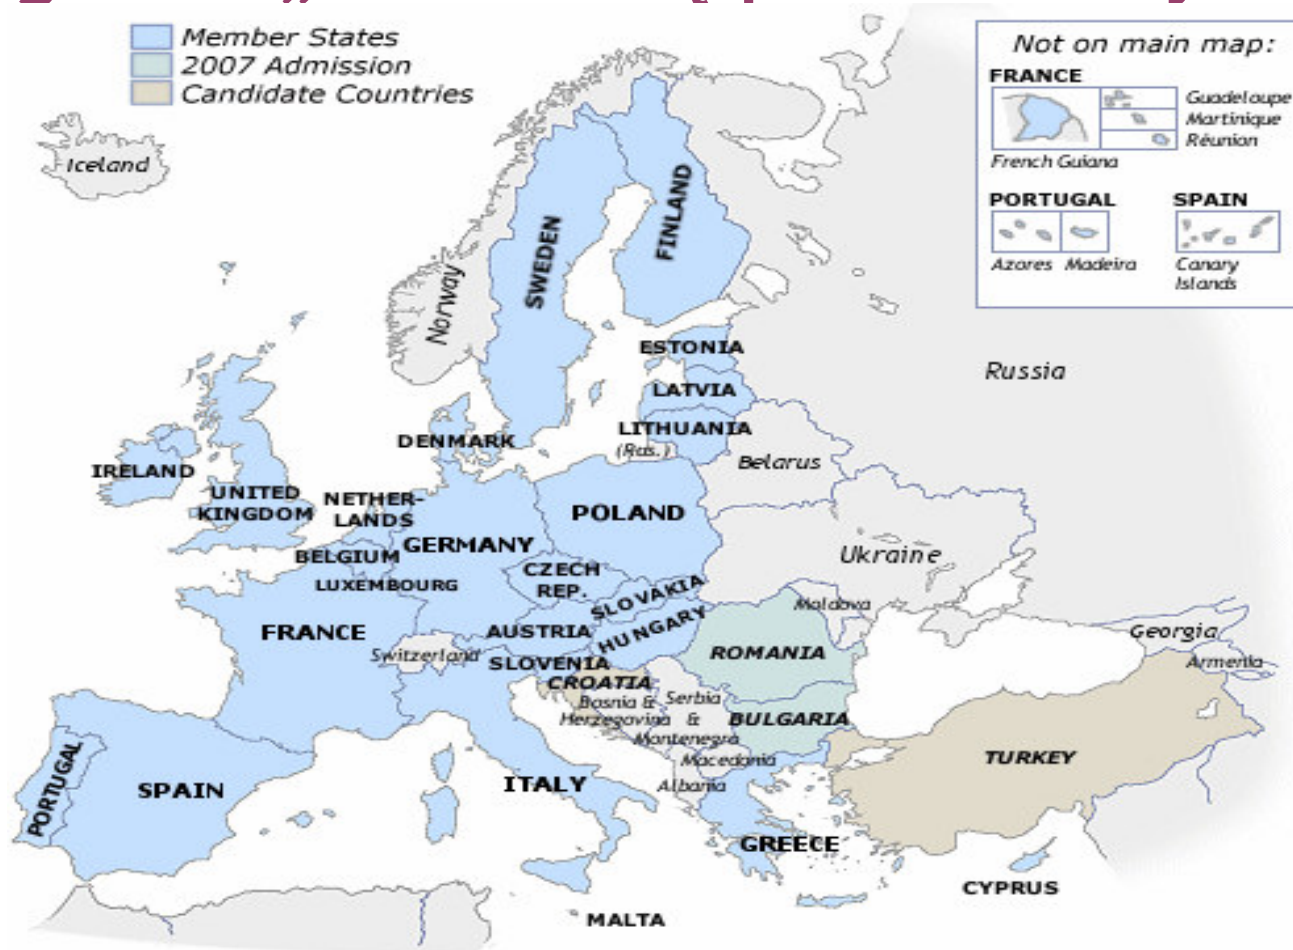 Member States
2007 Admission
Candidate Countries
Not on main map:
FRANCE
Guadeloupe
Martinique
Réunion
French Guiana
PORTUGAL
SPAIN
Azores
Madeira
Canary
Islands
Iceland
Norway
SWEDEN
FINLAND
Russia
ESTONIA
LATVIA
LITHUANIA
(Rus.)
DENMARK
Belarus
IRELAND
UNITED
KINGDOM
NETHER-
LANDS
POLAND
BELGIUM
GERMANY
Ukraine
LUXEMBOURG
CZECH
REP.
SLOVAKIA
Moldova
FRANCE
AUSTRIA
HUNGARY
Switzerland
SLOVENIA
ROMANIA
Georgia
Armenia
CROATIA
Bosnia &
Herzegovina
Serbia
&
Montenegro
BULGARIA
Macedonia
Albania
TURKEY
PORTUGAL
SPAIN
ITALY
GREECE
CYPRUS
MALTA